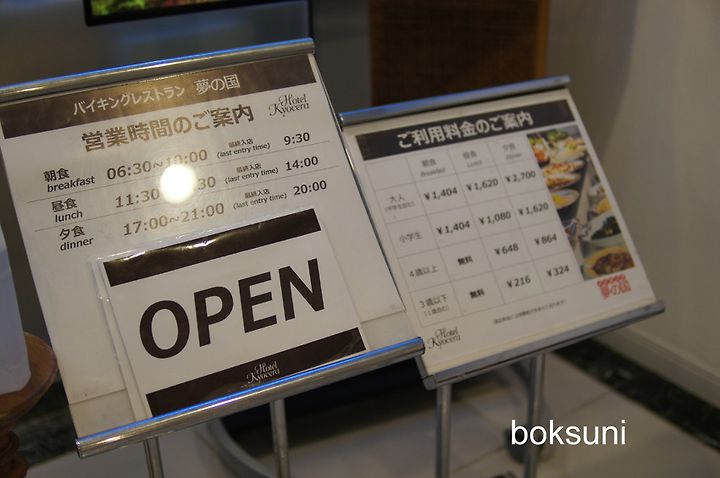 バイキングレストラン 夢の国
Hotel Kyocera
営業時間のご案内
朝食 breakfast 06:30~10:00 最終入店 (last entry time) 9:30
昼食 lunch 11:30 30 最終入店 (last entry time) 14:00
夕食 dinner 17:00~21:00 最終入店 (last entry time) 20:00
OPEN
Hotel Kyocera
ご利用料金のご案内
朝食 Breakfast 昼食 Lunch 夕食 dinner
大人 ¥1,404 ¥1,620 ¥2,700
小学生 ¥1,404 ¥1,080 ¥1,620
4歳以上 無料 ¥648 ¥864
3歳以下 無料 ¥216 ¥324
夢の国
Hotel Kyocera
boksuni